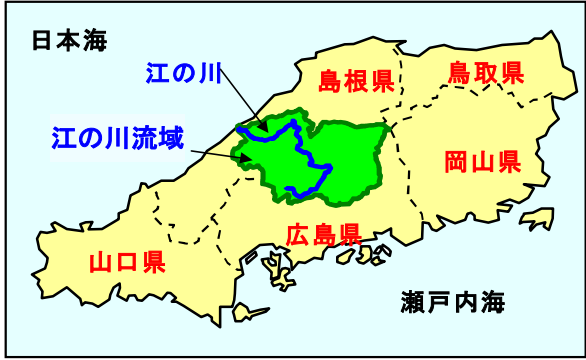 日本海
江の川
島根県
鳥取県
江の川流域
岡山県
広島県
山口県
瀬戸内海